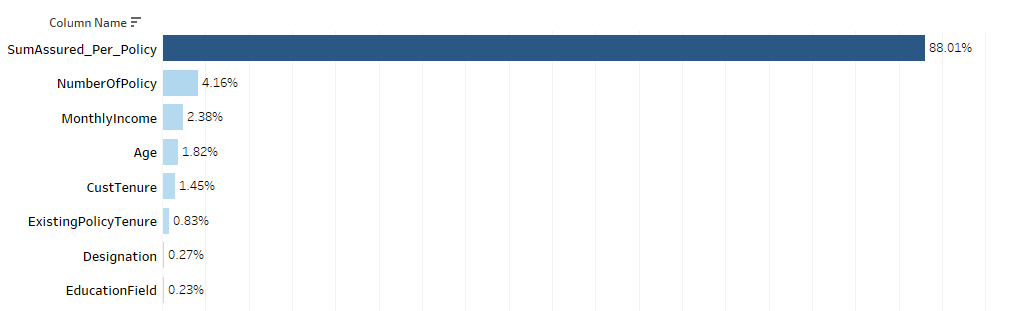 Column Name
SumAssured_Per_Policy 88.01%
NumberOfPolicy 4.16%
MonthlyIncome 2.38%
Age 1.82%
CustTenure 1.45%
ExistingPolicyTenure 0.83%
Designation 0.27%
EducationField 0.23%